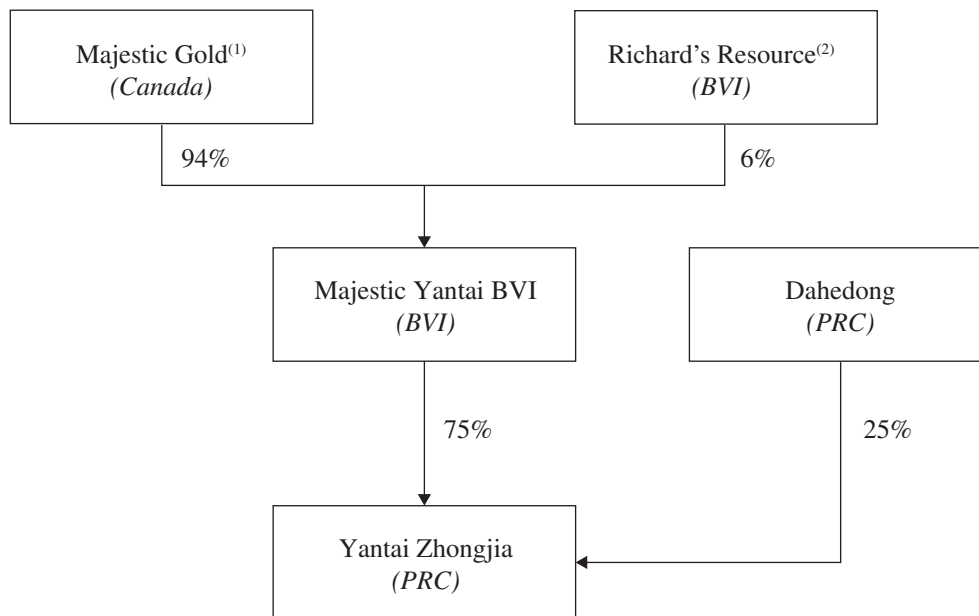 Majestic Gold(1)
(Canada)
Richard’s Resource(2)
(BVI)
94%
6%
Majestic Yantai BVI
(BVI)
Dahedong
(PRC)
75%
25%
Yantai Zhongjia
(PRC)